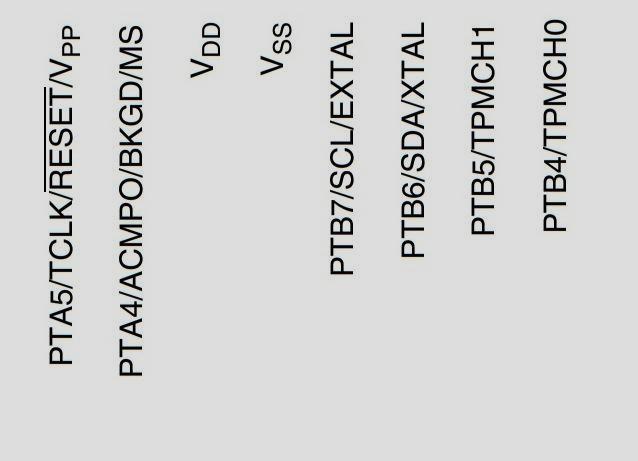 PTA5/TCLK/RESET/VPP
PTA4/ACMPO/BKGD/MS
VDD
VSS
PTB7/SCL/EXTAL
PTB6/SDA/XTAL
PTB5/TPMCH1
PTB4/TPMCH0